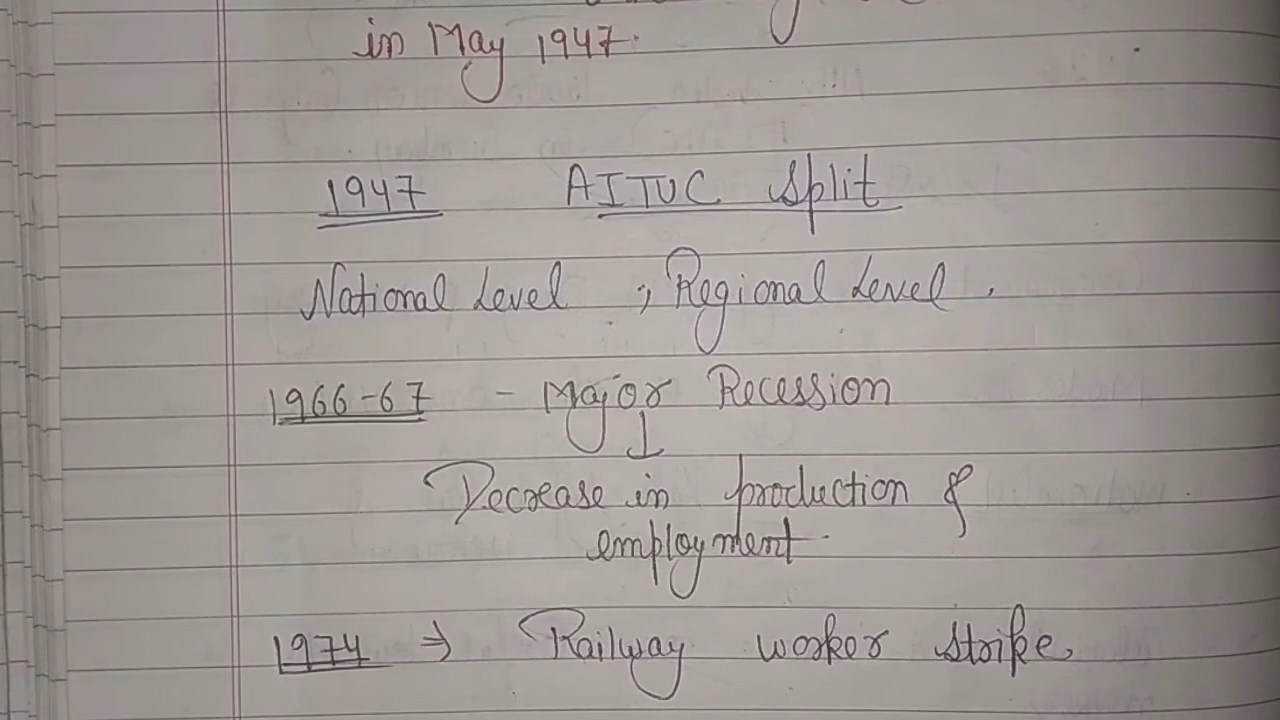 in May 1947.
1947 AITUC Split
National Level ; Regional Level.
1966-67 - Major Recession
↓
Decrease in production &
employment.
1974 ⇒ Railway worker strike.